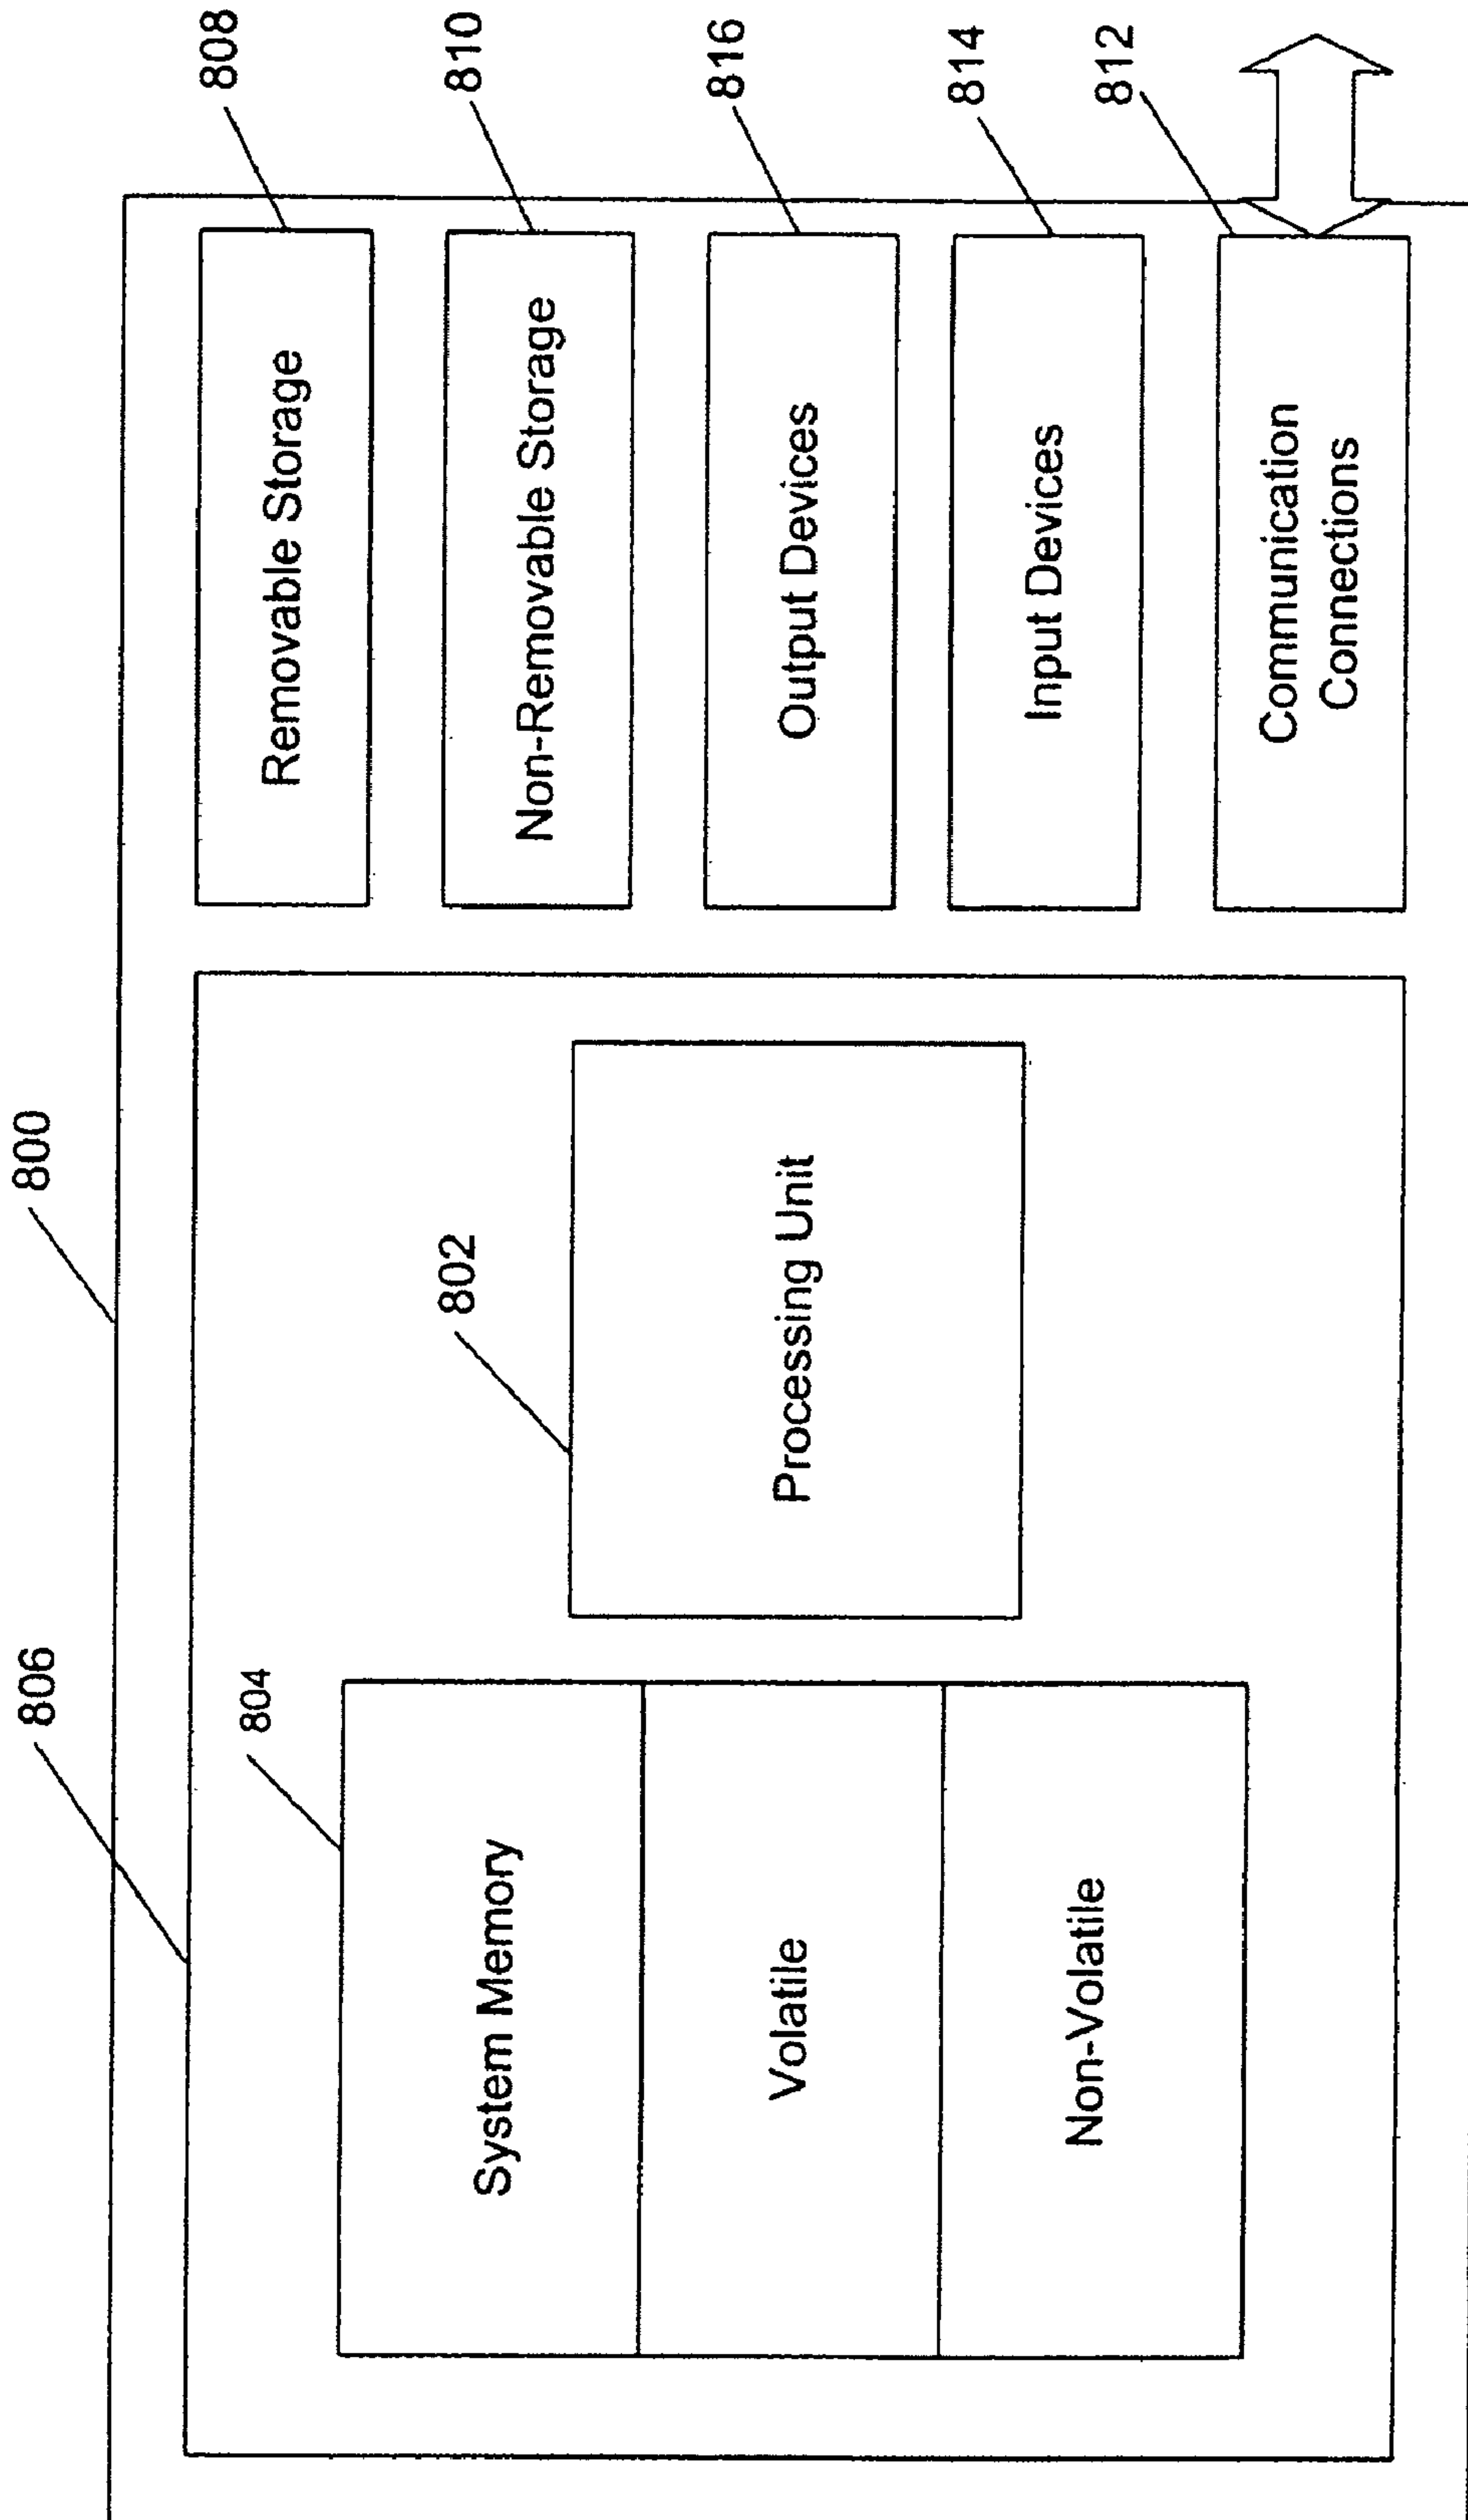 800
806
804
System Memory
Volatile
Non-Volatile
802
Processing Unit
Removable Storage
808
Non-Removable Storage
810
Output Devices
816
Input Devices
814
Communication
Connections
812